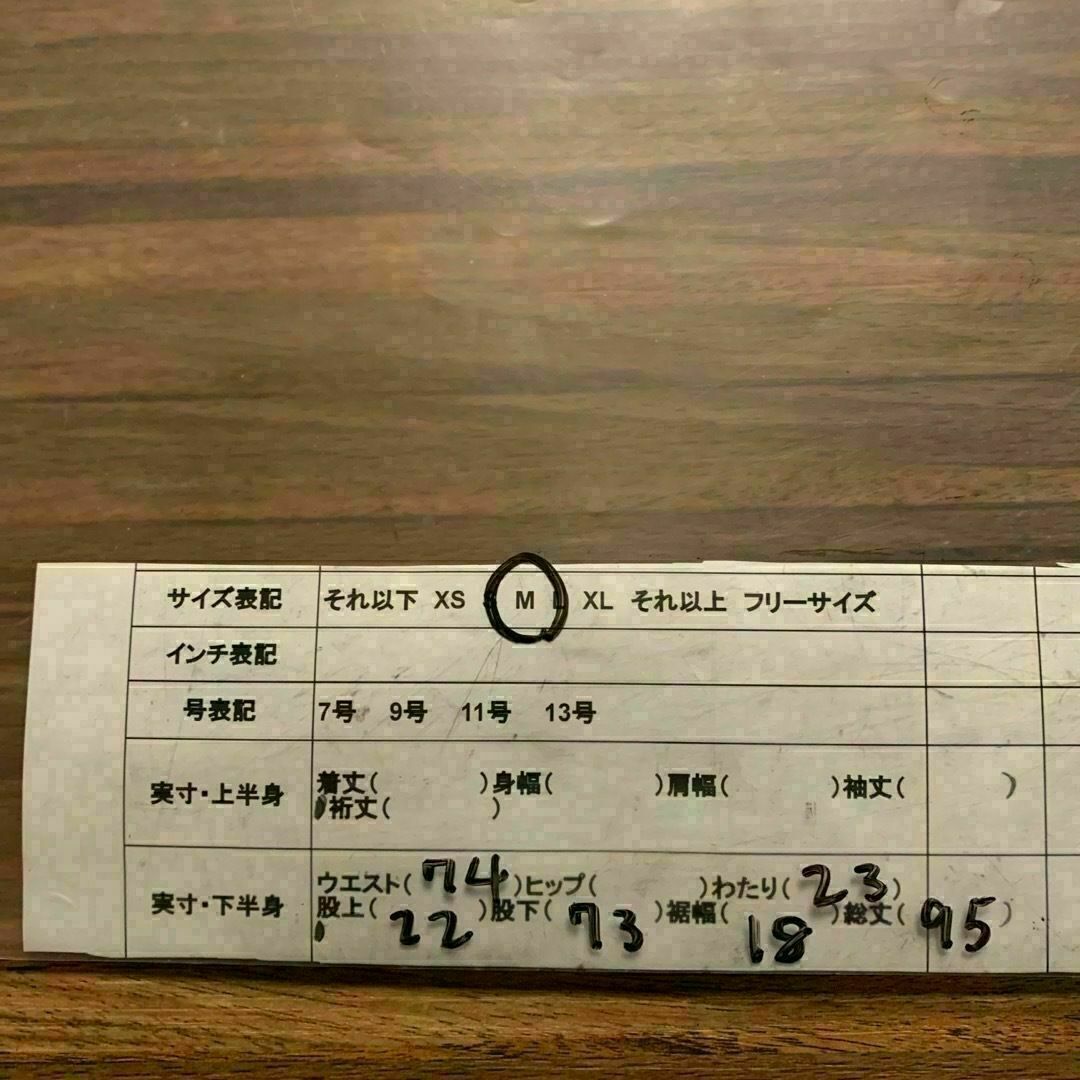 サイズ表記 それ以下 XS M L XL それ以上 フリーサイズ
インチ表記
号表記 7号 9号 11号 13号
実寸・上半身 着丈( )身幅( )肩幅( )袖丈( )
裄丈( )
実寸・下半身 ウエスト( 74 )ヒップ( )わたり( 23 )
股上( 22 )股下( 73 )裾幅( 18 )総丈( 95 )